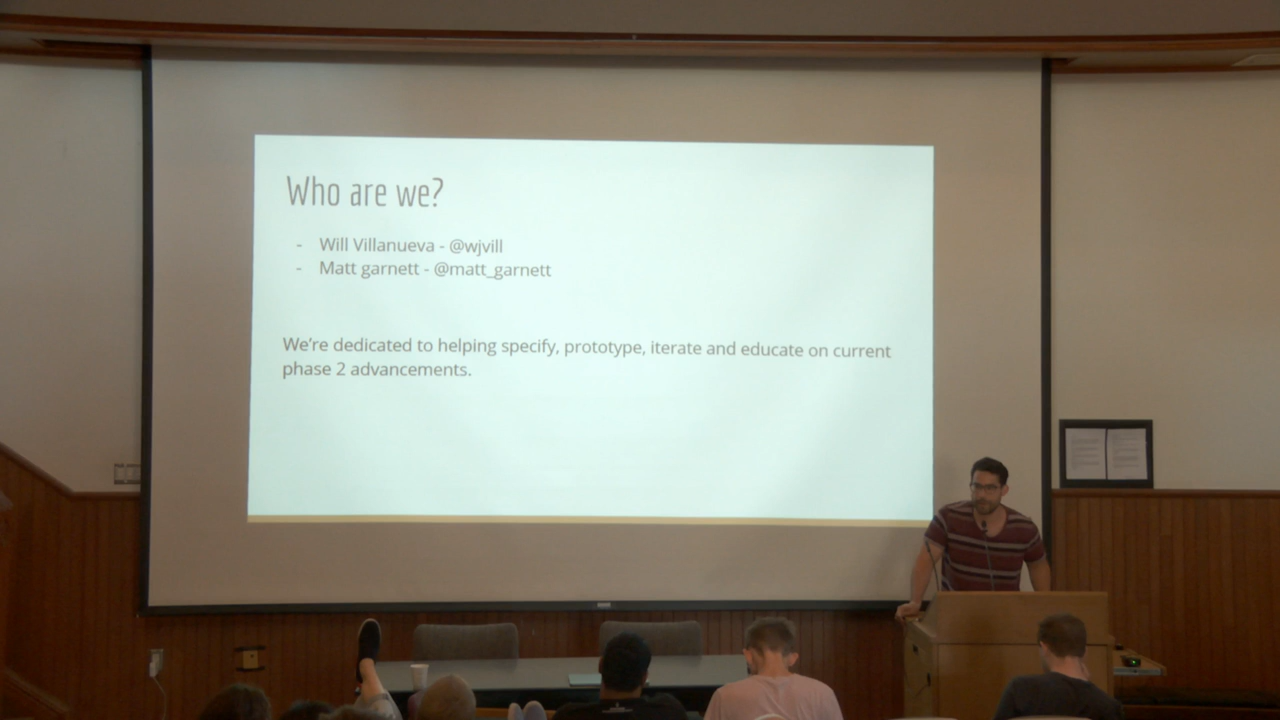 Who are we?
- Will Villanueva - @wjvill
- Matt garnett - @matt_garnett
We're dedicated to helping specify, prototype, iterate and educate on current
phase 2 advancements.